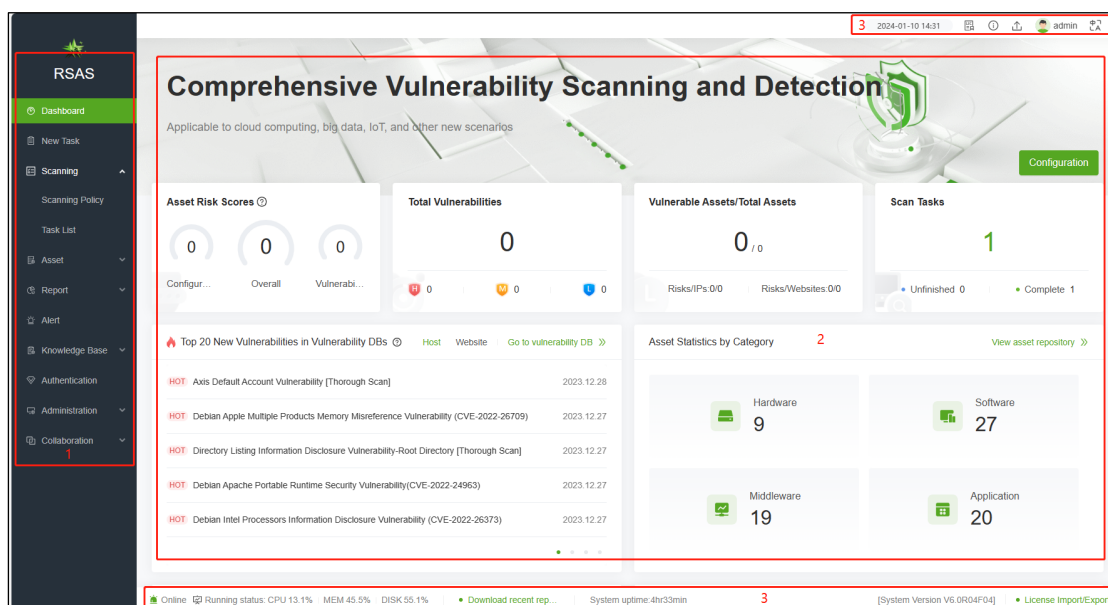 3 2024-01-10 14:31 admin
RSAS
Dashboard
New Task
Scanning
Scanning Policy
Task List
Asset
Report
Alert
Knowledge Base
Authentication
Administration
Collaboration
1
Comprehensive Vulnerability Scanning and Detection
Applicable to cloud computing, big data, IoT, and other new scenarios
Configuration
Asset Risk Scores
0 0 0
Configur... Overall Vulnerabi...
Total Vulnerabilities
0
H 0 M 0 L 0
Vulnerable Assets/Total Assets
0 / 0
Risks/IPs:0/0 Risks/Websites:0/0
Scan Tasks
1
Unfinished 0 Complete 1
Top 20 New Vulnerabilities in Vulnerability DBs Host Website Go to vulnerability DB
HOT Axis Default Account Vulnerability [Thorough Scan] 2023.12.28
HOT Debian Apple Multiple Products Memory Misreference Vulnerability (CVE-2022-26709) 2023.12.27
HOT Directory Listing Information Disclosure Vulnerability-Root Directory [Thorough Scan] 2023.12.27
HOT Debian Apache Portable Runtime Security Vulnerability(CVE-2022-24963) 2023.12.27
HOT Debian Intel Processors Information Disclosure Vulnerability (CVE-2022-26373) 2023.12.27
Asset Statistics by Category 2 View asset repository
Hardware
9
Software
27
Middleware
19
Application
20
Online Running status: CPU 13.1% MEM 45.5% DISK 55.1% Download recent rep... System uptime:4hr33min 3 [System Version V6.0R04F04] License Import/Export